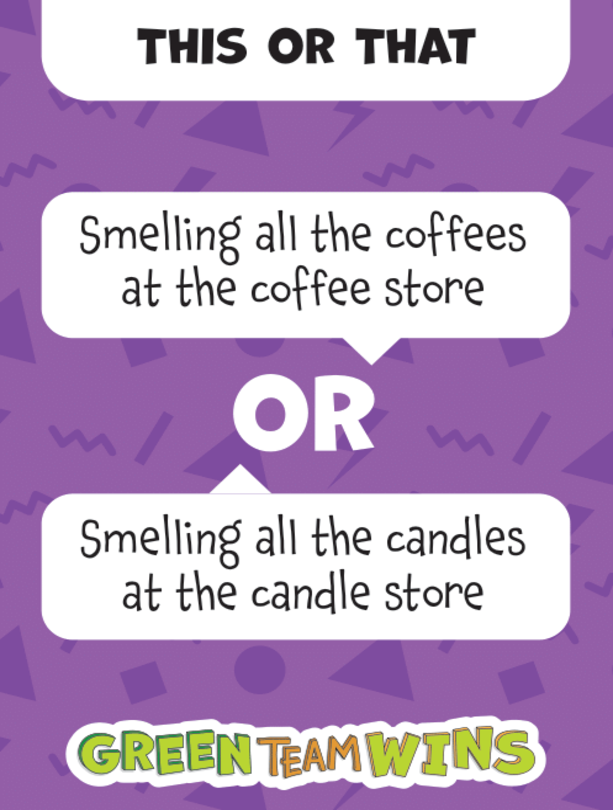 THIS OR THAT
Smelling all the coffees
at the coffee store
OR
Smelling all the candles
at the candle store
GREEN TEAM WINS